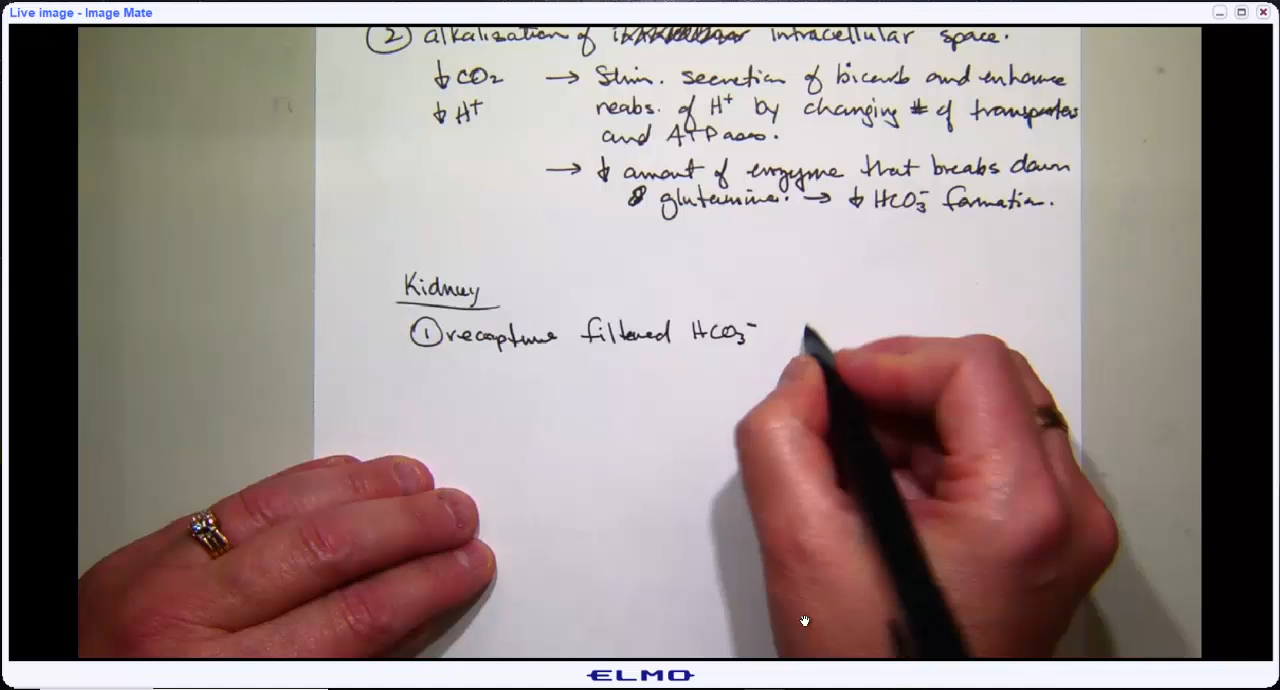 Live image - Image Mate
② alkalisation of intracellular space.
↓ CO₂ → Stim. secretion of bicarb and enhance
↓ H⁺ reabs. of H⁺ by changing # of transporters
and ATPases.
→ ↓ amount of enzyme that breaks down
glutamine. → ↓ HCO₃⁻ formation.
Kidney
① recapture filtered HCO₃⁻
ELMO